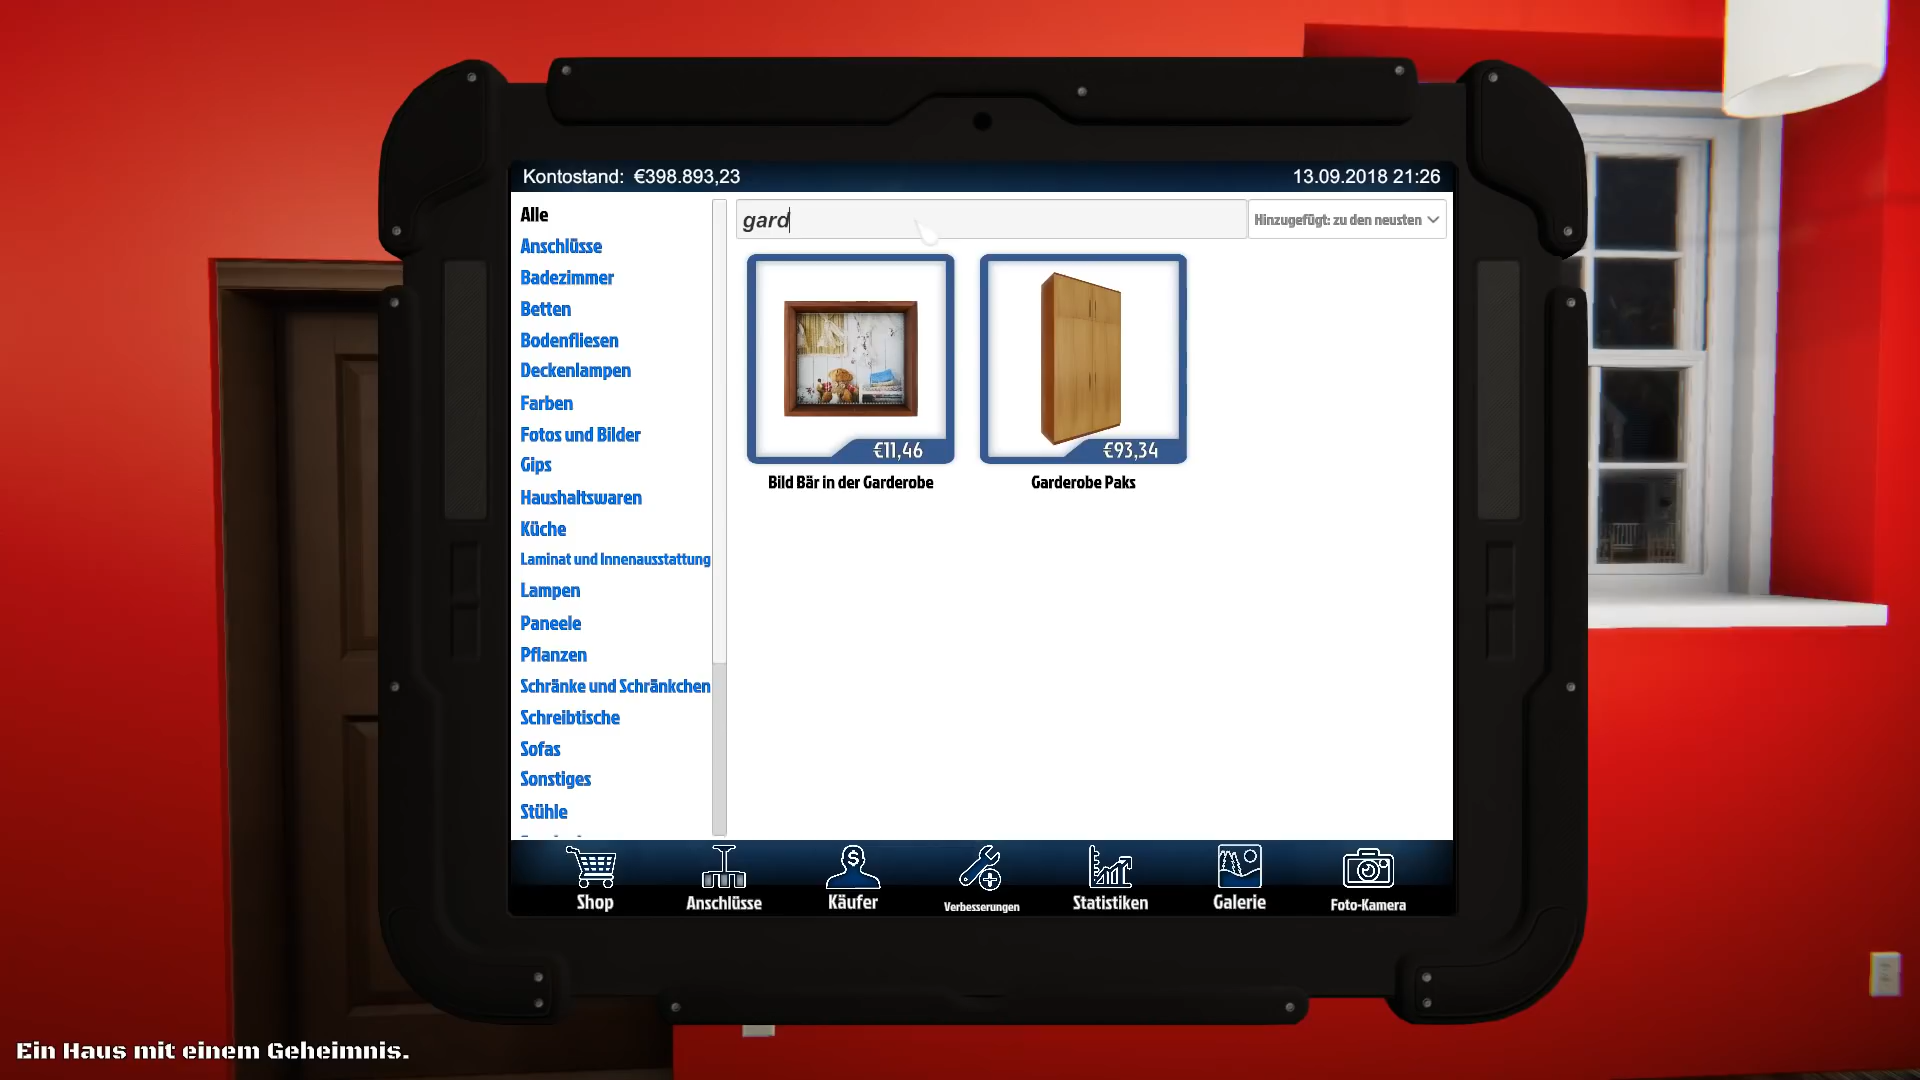 Kontostand: €398.893,23
13.09.2018 21:26
Alle
Anschlüsse
Badezimmer
Betten
Bodenfliesen
Deckenlampen
Farben
Fotos und Bilder
Gips
Haushaltswaren
Küche
Laminat und Innenausstattung
Lampen
Paneele
Pflanzen
Schränke und Schränkchen
Schreibtische
Sofas
Sonstiges
Stühle
gard
Hinzugefügt: zu den neusten
€11,46
Bild Bär in der Garderobe
€93,34
Garderobe Paks
Shop
Anschlüsse
Käufer
Verbesserungen
Statistiken
Galerie
Foto-Kamera
Ein Haus mit einem Geheimnis.